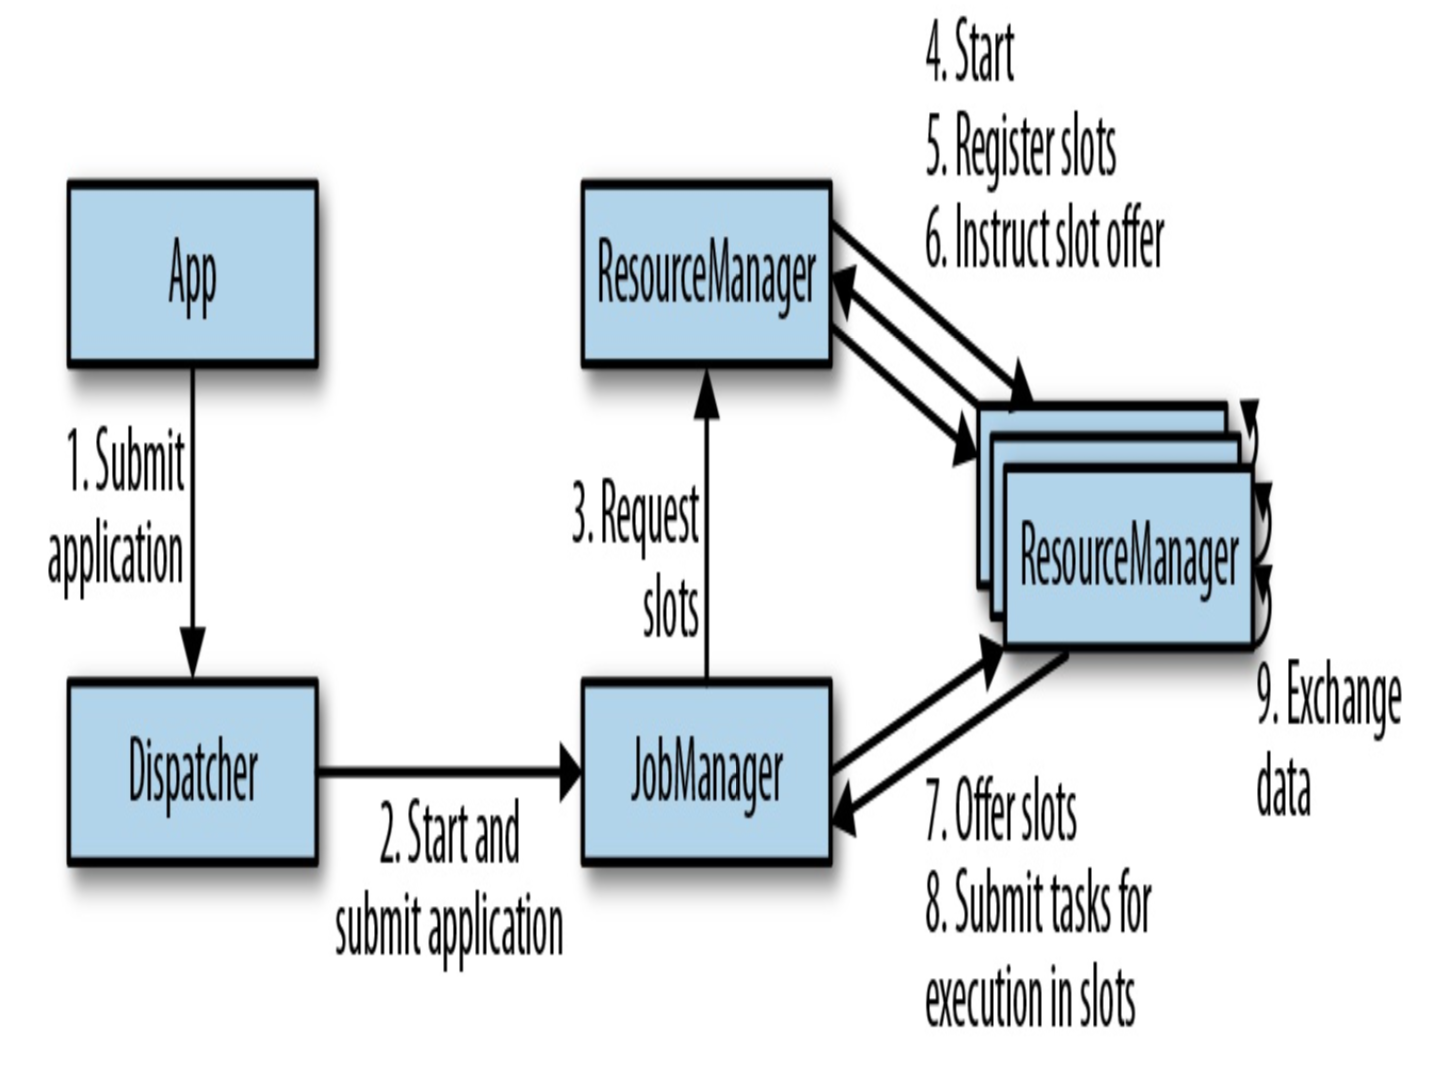 4. Start
5. Register slots
6. Instruct slot offer
App
ResourceManager
1. Submit
application
3. Request
slots
ResourceManager
Dispatcher
JobManager
2. Start and
submit application
7. Offer slots
8. Submit tasks for
execution in slots
9. Exchange
data